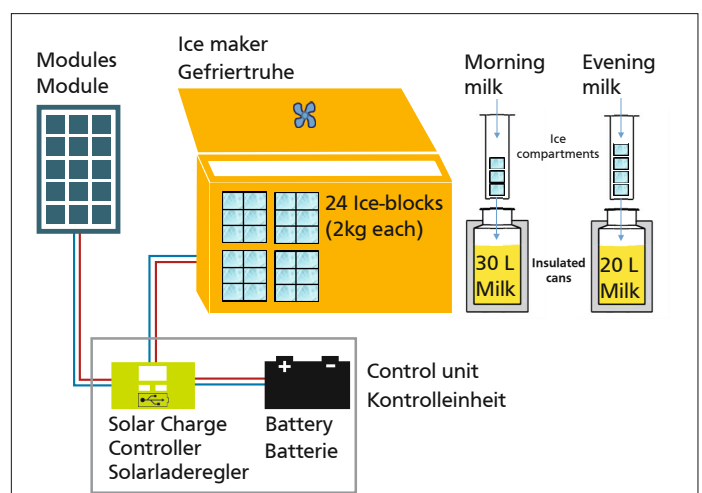 Modules
Module
Ice maker
Gefriertruhe
Morning
milk
Evening
milk
Ice
compartments
24 Ice-blocks
(2kg each)
30 L
Milk
Insulated
cans
20 L
Milk
+ -
Control unit
Kontrolleinheit
Solar Charge
Controller
Solarladeregler
Battery
Batterie